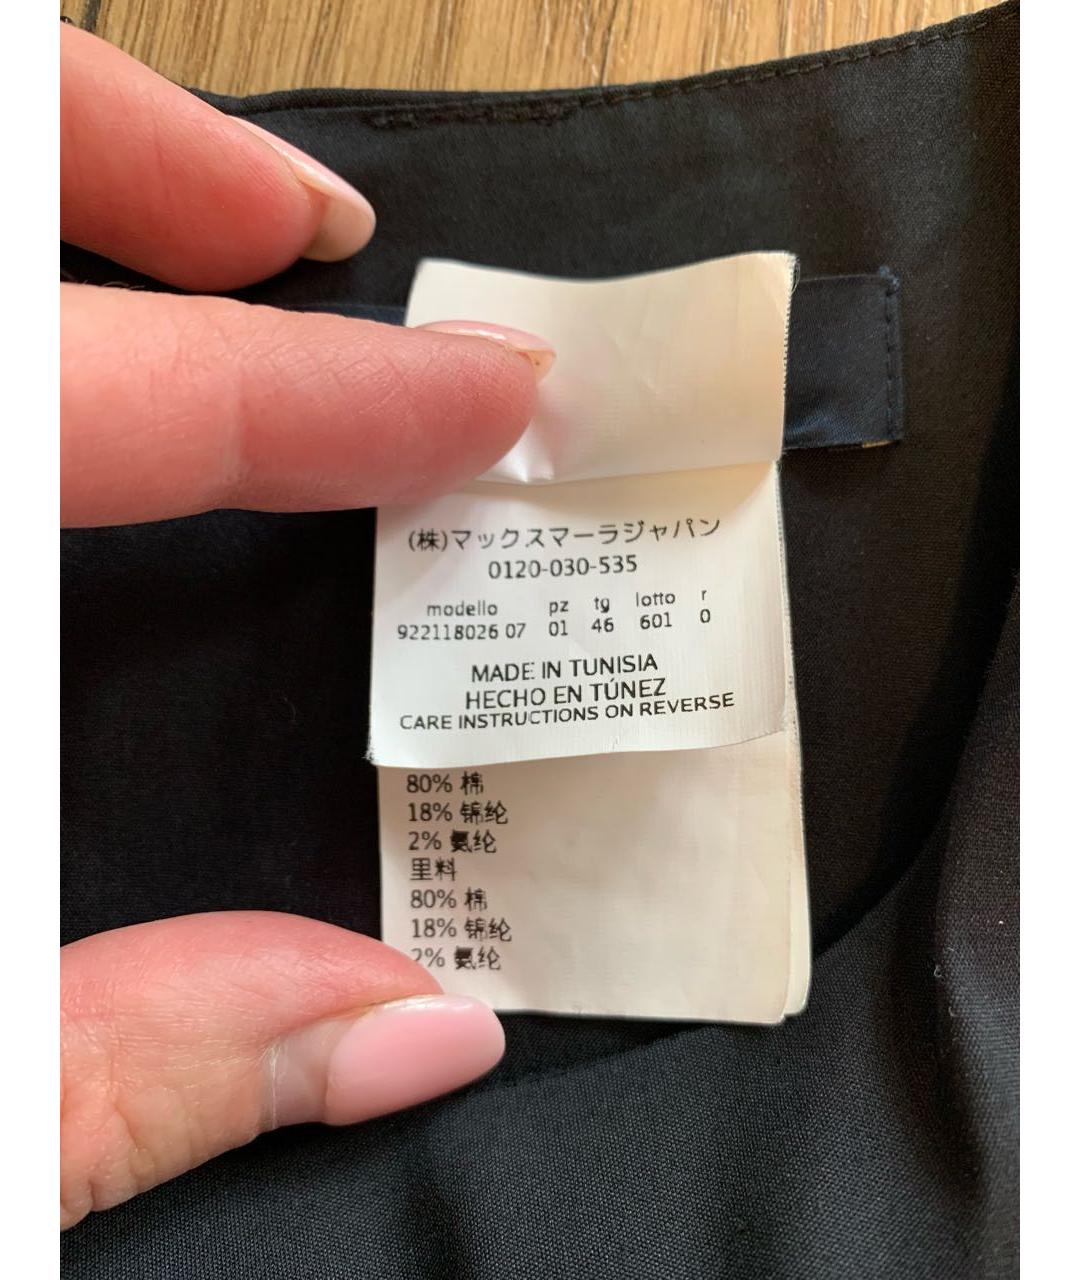 (株)マックスマーラジャパン
0120-030-535
modello pz tg lotto r
922118026 07 01 46 601 0
MADE IN TUNISIA
HECHO EN TÚNEZ
CARE INSTRUCTIONS ON REVERSE
80% 棉
18% 锦纶
2% 氨纶
里料
80% 棉
18% 锦纶
2% 氨纶